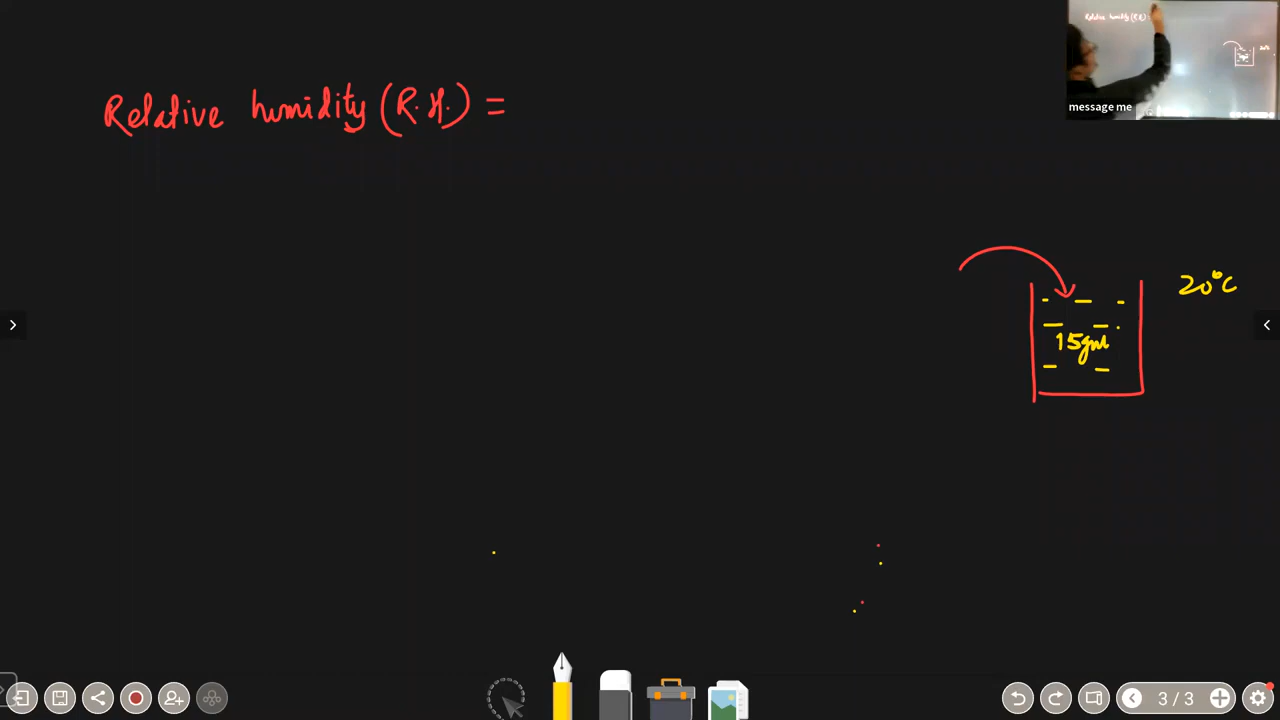 Relative humidity (R.H.) =
message me
20°C
15gm
3 / 3